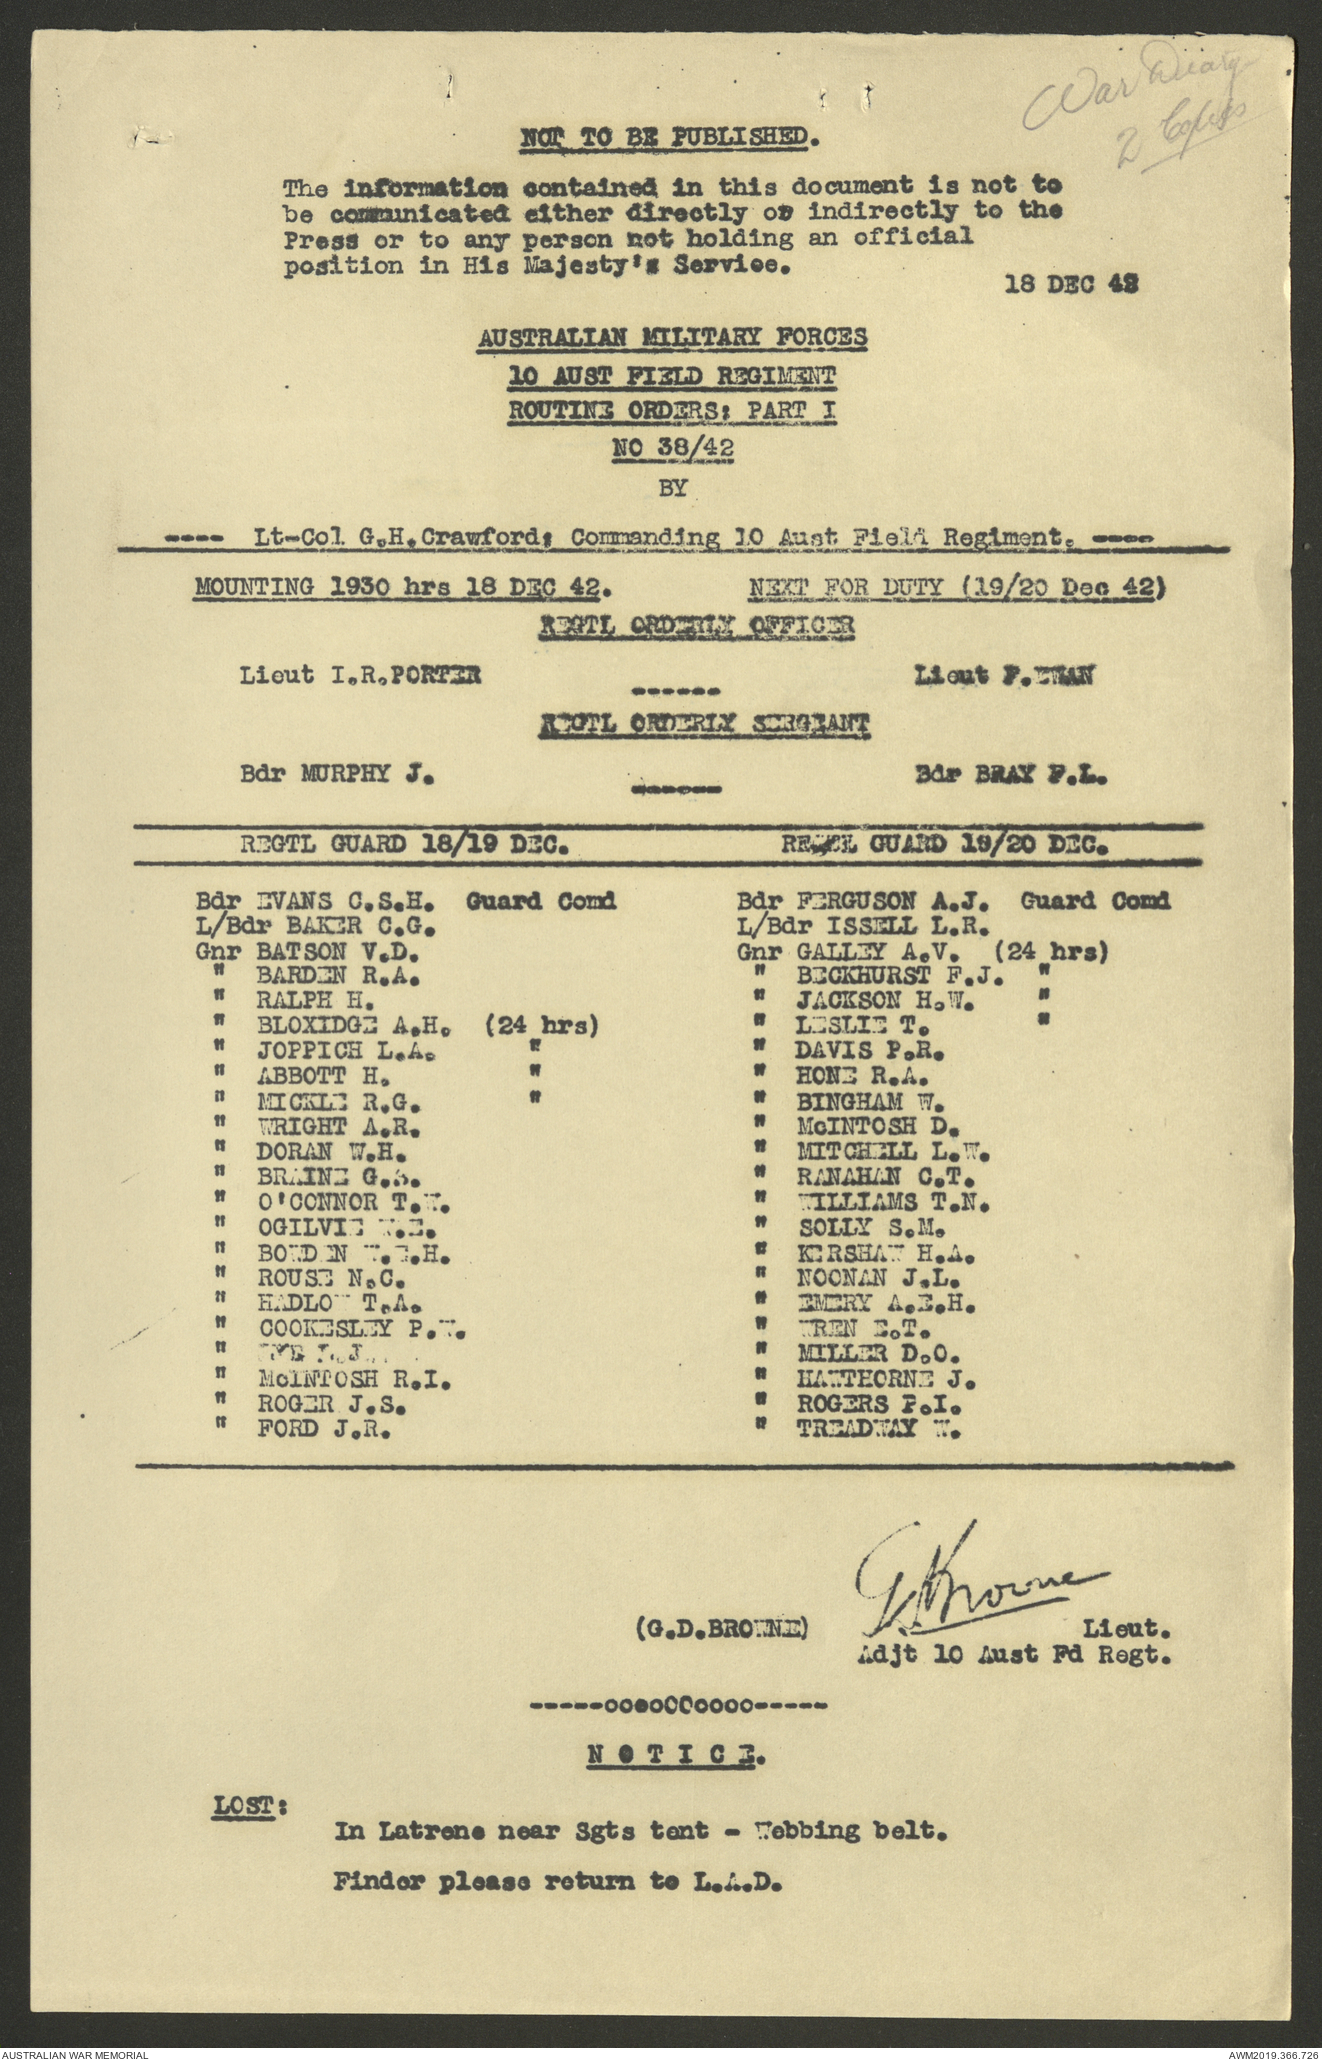 War Diary
2 Copies
NOT TO BE PUBLISHED.
The information contained in this document is not to
be communicated either directly or indirectly to the
Press or to any person not holding an official
position in His Majesty's Service.
18 DEC 42
AUSTRALIAN MILITARY FORCES
10 AUST FIELD REGIMENT
ROUTINE ORDERS: PART I
NO 38/42
BY
---- Lt-Col G.H.Crawford: Commanding 10 Aust Field Regiment. ----
MOUNTING 1930 hrs 18 DEC 42. NEXT FOR DUTY (19/20 Dec 42)
REGTL ORDERLY OFFICER
Lieut I.R.PORTER Lieut F.EWAN
------
REGTL ORDERLY SERGEANT
Bdr MURPHY J. Bdr BRAY F.L.
------
REGTL GUARD 18/19 DEC. REGTL GUARD 19/20 DEC.
Bdr EVANS C.S.H. Guard Comd Bdr FERGUSON A.J. Guard Comd
L/Bdr BAKER C.G. L/Bdr ISSELL L.R.
Gnr BATSON V.D. Gnr GALLEY A.V. (24 hrs)
" BARDEN R.A. " BECKHURST F.J. "
" RALPH H. " JACKSON H.W. "
" BLOXIDGE A.H. (24 hrs) " LESLIE T. "
" JOPPICH L.A. " " DAVIS P.R.
" ABBOTT H. " " HONE R.A.
" MICKLE R.G. " " BINGHAM W.
" WRIGHT A.R. " McINTOSH D.
" DORAN W.H. " MITCHELL L.W.
" BRAINE G.S. " RANAHAN C.T.
" O'CONNOR T.W. " WILLIAMS T.N.
" OGILVIE W.E. " SOLLY S.M.
" BOWDEN W.E.H. " KERSHAW H.A.
" ROUSE N.C. " NOONAN J.L.
" HADLOW T.A. " EMERY A.E.H.
" COOKESLEY P.W. " WREN E.T.
" " MILLER D.O.
" McINTOSH R.I. " HAWTHORNE J.
" ROGER J.S. " ROGERS P.I.
" FORD J.R. " TREADWAY W.
G.D.Browne
(G.D.BROWNE) Lieut.
Adjt 10 Aust Fd Regt.
-----ooooOOooooo-----
N O T I C E.
LOST:
In Latrene near Sgts tent - Webbing belt.
Finder please return to L.A.D.
AUSTRALIAN WAR MEMORIAL AWM2019.366.726